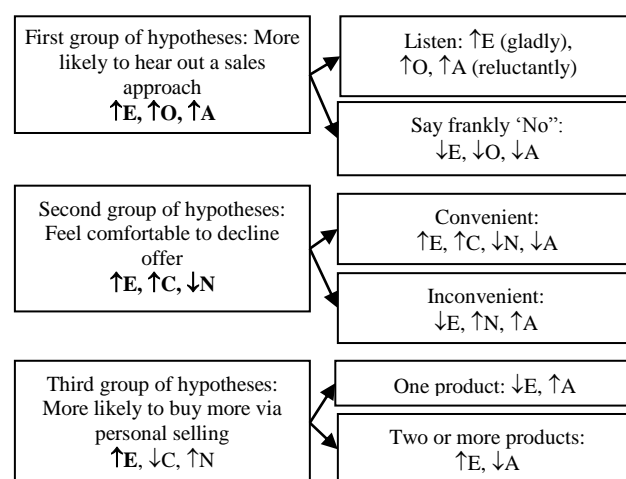 First group of hypotheses: More
likely to hear out a sales
approach
↑E, ↑O, ↑A
Listen: ↑E (gladly),
↑O, ↑A (reluctantly)
Say frankly ‘No”:
↓E, ↓O, ↓A
Second group of hypotheses:
Feel comfortable to decline
offer
↑E, ↑C, ↓N
Convenient:
↑E, ↑C, ↓N, ↓A
Inconvenient:
↓E, ↑N, ↑A
Third group of hypotheses:
More likely to buy more via
personal selling
↑E, ↓C, ↑N
One product: ↓E, ↑A
Two or more products:
↑E, ↓A